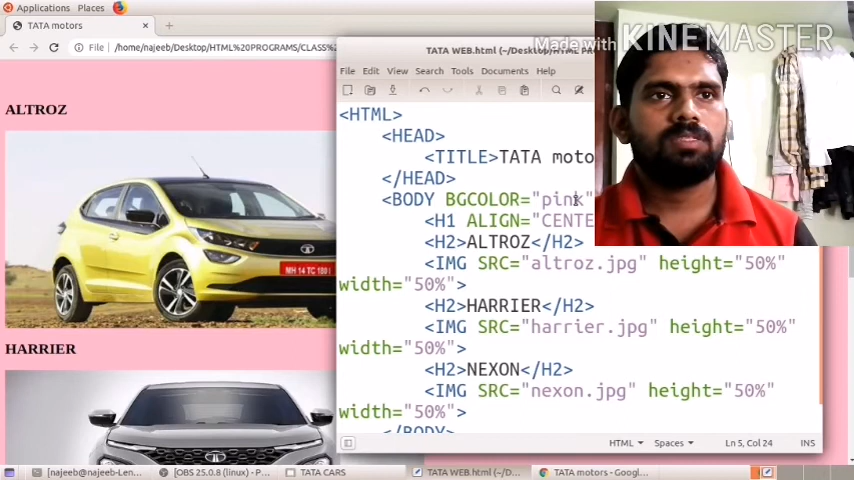 Applications Places
TATA motors
File /home/najeeb/Desktop/HTML%20PROGRAMS/CLASS%
ALTROZ
MH 14 TC 100
HARRIER
TATA WEB.html (~/Desktop/HTML PR
Made with KINEMASTER
File Edit View Search Tools Documents Help
<HTML>
<HEAD>
<TITLE>TATA moto
</HEAD>
<BODY BGCOLOR="pink"
<H1 ALIGN="CENTE
<H2>ALTROZ</H2>
<IMG SRC="altroz.jpg" height="50%"
width="50%">
<H2>HARRIER</H2>
<IMG SRC="harrier.jpg" height="50%"
width="50%">
<H2>NEXON</H2>
<IMG SRC="nexon.jpg" height="50%"
width="50%">
</BODY>
HTML Spaces Ln 5, Col 24 INS
[najeeb@najeeb-Len... [OBS 25.0.8 (linux) - P... TATA CARS TATA WEB.html (~/D... TATA motors - Googl...